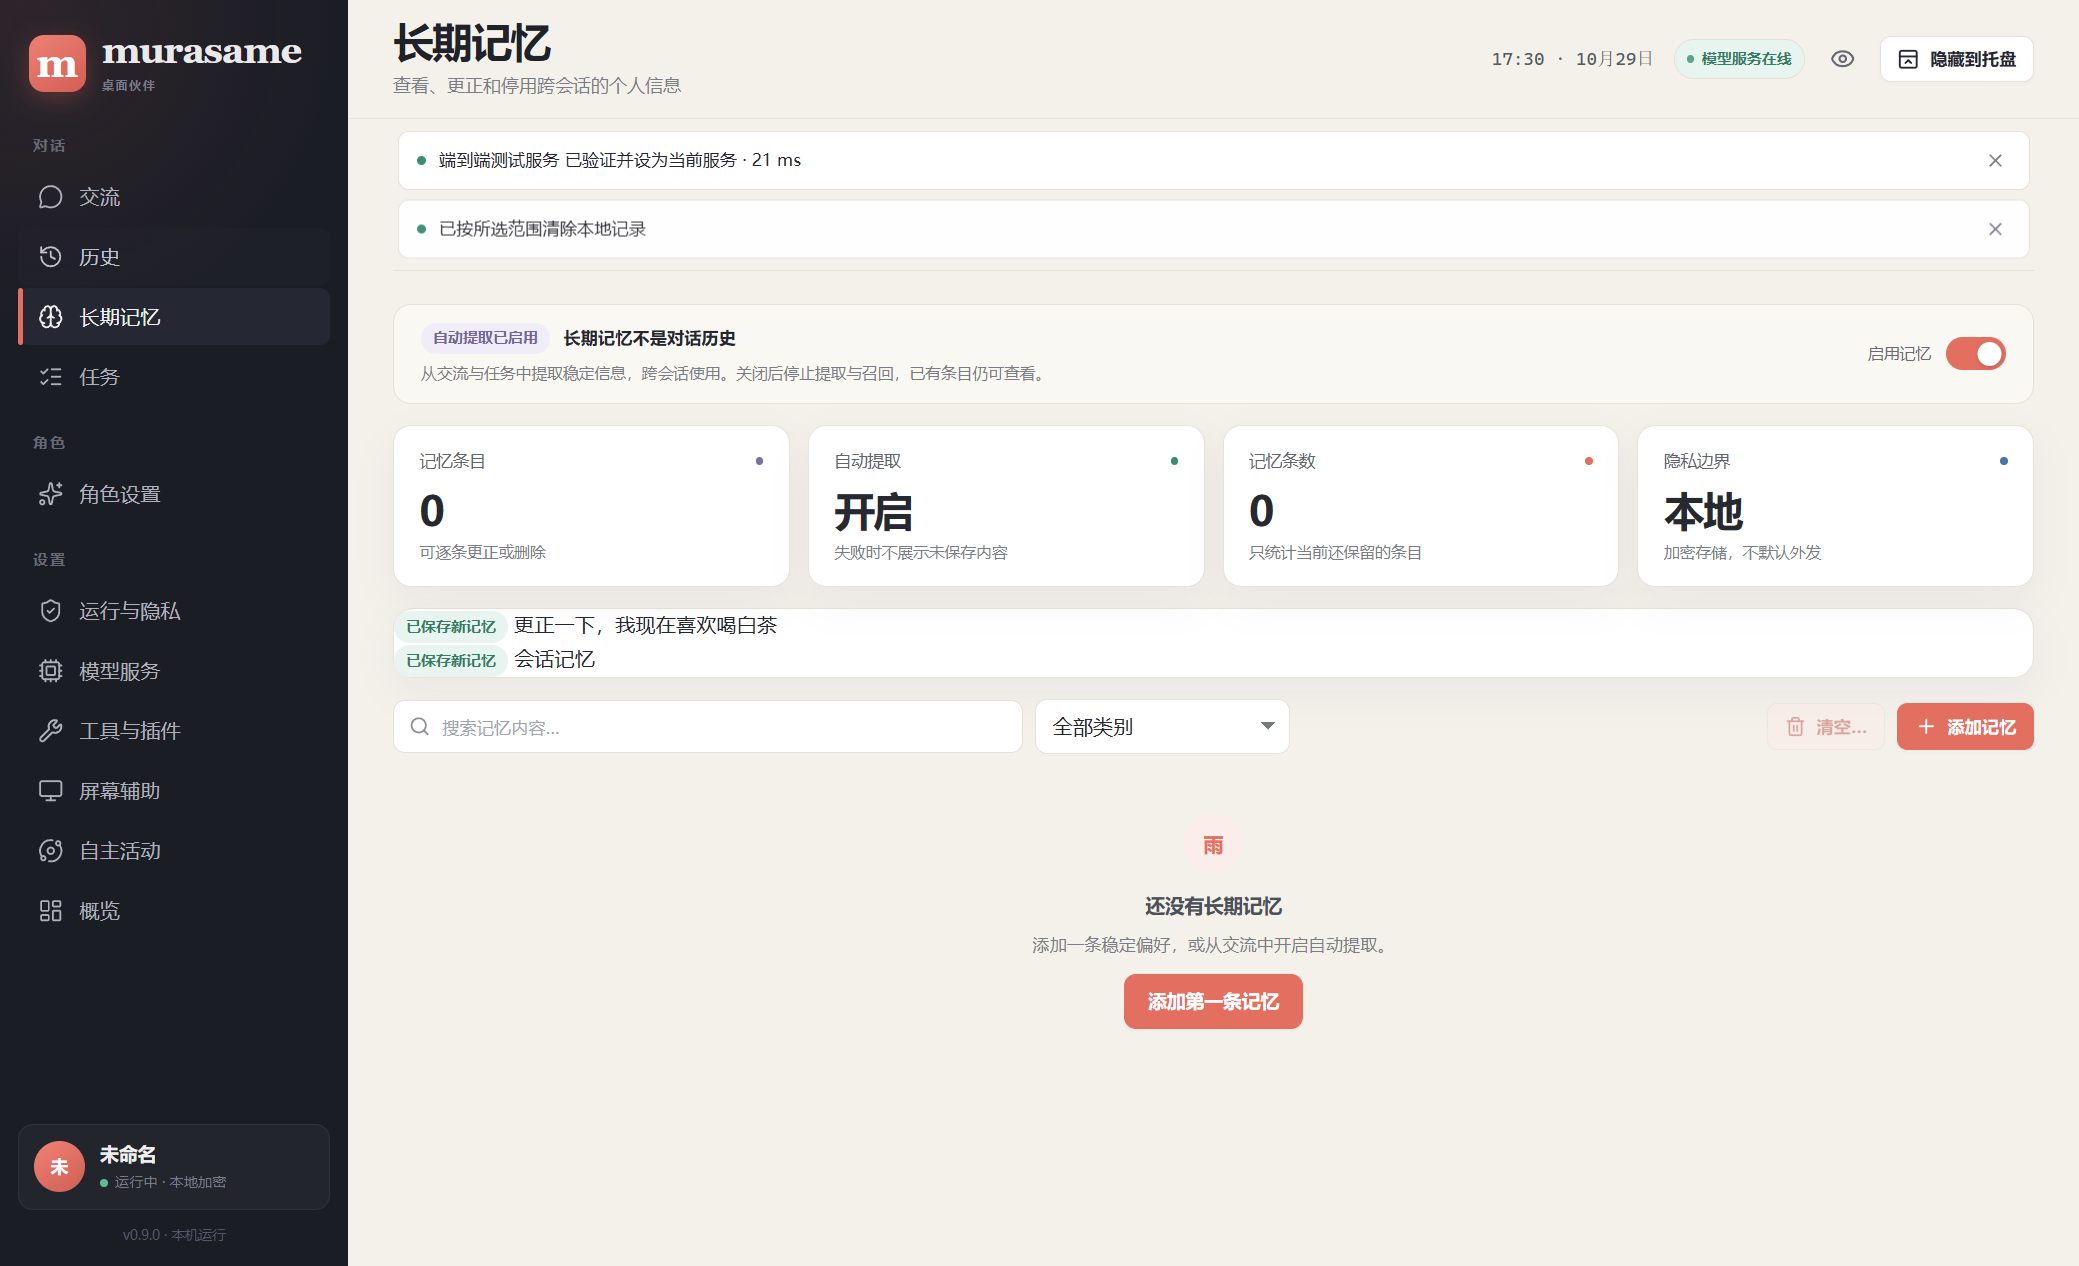 m murasame
桌面伙伴
对话
交流
历史
长期记忆
任务
角色
角色设置
设置
运行与隐私
模型服务
工具与插件
屏幕辅助
自主活动
概览
未 未命名
运行中 · 本地加密
v0.9.0 · 本机运行
长期记忆
查看、更正和停用跨会话的个人信息
17:30 · 10月29日 模型服务在线 隐藏到托盘
端到端测试服务 已验证并设为当前服务 · 21 ms
已按所选范围清除本地记录
自动提取已启用 长期记忆不是对话历史
从交流与任务中提取稳定信息，跨会话使用。关闭后停止提取与召回，已有条目仍可查看。
启用记忆
记忆条目
0
可逐条更正或删除
自动提取
开启
失败时不展示未保存内容
记忆条数
0
只统计当前还保留的条目
隐私边界
本地
加密存储，不默认外发
已保存新记忆 更正一下，我现在喜欢喝白茶
已保存新记忆 会话记忆
搜索记忆内容... 全部类别 清空... 添加记忆
雨
还没有长期记忆
添加一条稳定偏好，或从交流中开启自动提取。
添加第一条记忆